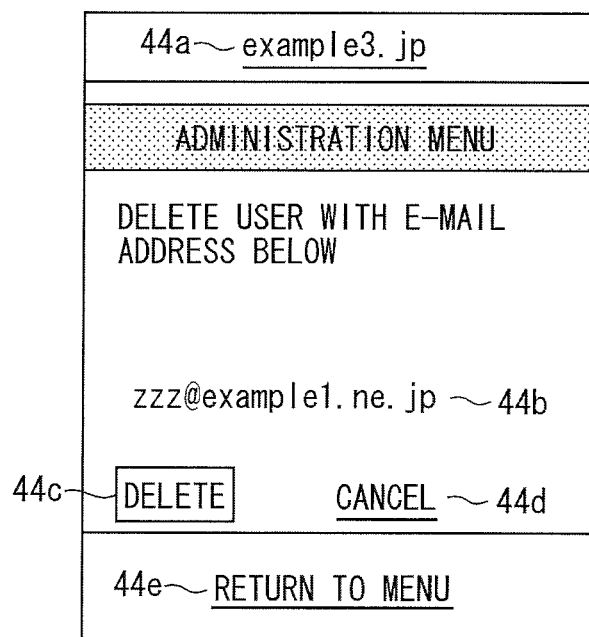 44a example3.jp
ADMINISTRATION MENU
DELETE USER WITH E-MAIL
ADDRESS BELOW
zzz@example1.ne.jp 44b
44c DELETE CANCEL 44d
44e RETURN TO MENU